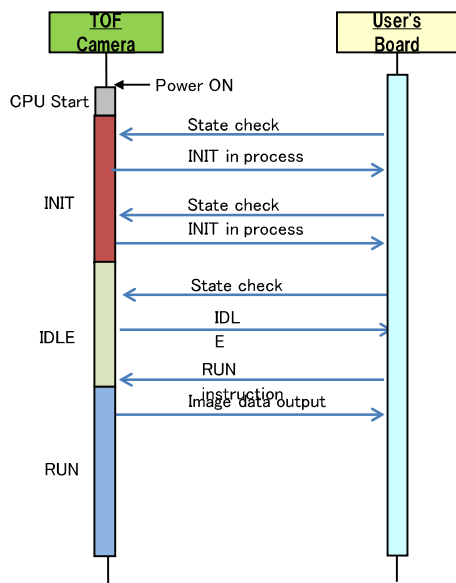 TOF
Camera
User's
Board
Power ON
CPU Start
State check
INIT in process
INIT
State check
INIT in process
State check
IDL
E
IDLE
RUN
instruction
Image data output
RUN